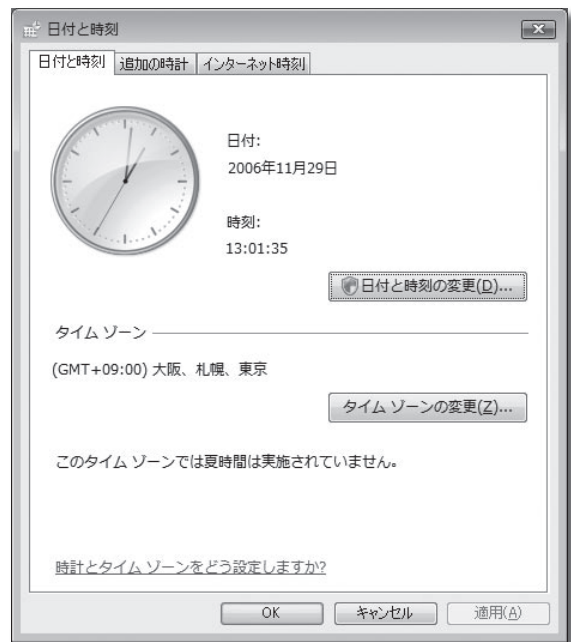 日付と時刻
日付と時刻 追加の時計 インターネット時刻
日付:
2006年11月29日
時刻:
13:01:35
日付と時刻の変更(D)...
タイム ゾーン
(GMT+09:00) 大阪、札幌、東京
タイム ゾーンの変更(Z)...
このタイム ゾーンでは夏時間は実施されていません。
時計とタイム ゾーンをどう設定しますか?
OK キャンセル 適用(A)